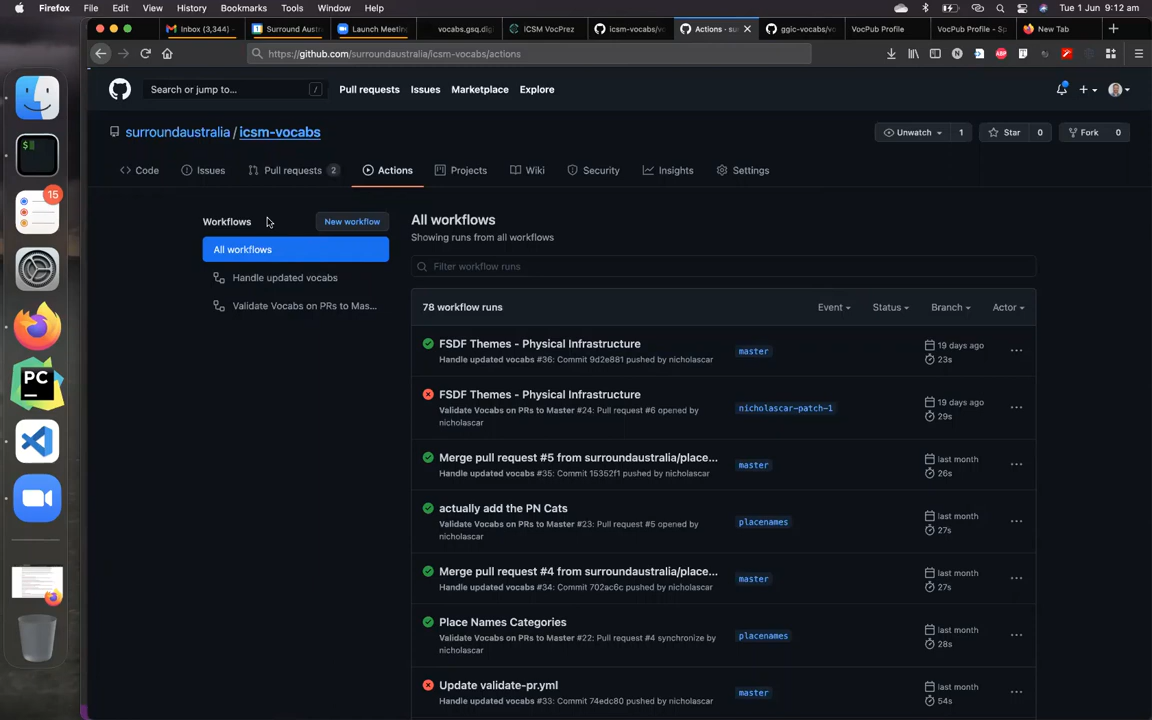 Firefox File Edit View History Bookmarks Tools Window Help Tue 1 Jun 9:12 am
Inbox (3,344) Surround Aust Launch Meeting vocabs.gsq.dig ICSM VocPrez icsm-vocabs/v Actions · su ggic-vocabs/vo VocPub Profile VocPub Profile - Sp New Tab
https://github.com/surroundaustralia/icsm-vocabs/actions
Search or jump to... / Pull requests Issues Marketplace Explore
surroundaustralia / icsm-vocabs Unwatch 1 Star 0 Fork 0
Code Issues Pull requests 2 Actions Projects Wiki Security Insights Settings
Workflows New workflow
All workflows
Handle updated vocabs
Validate Vocabs on PRs to Mas...
All workflows
Showing runs from all workflows
Filter workflow runs
78 workflow runs Event Status Branch Actor
FSDF Themes - Physical Infrastructure
Handle updated vocabs #36: Commit 9d2e881 pushed by nicholascar
master
19 days ago
23s
FSDF Themes - Physical Infrastructure
Validate Vocabs on PRs to Master #24: Pull request #6 opened by
nicholascar
nicholascar-patch-1
19 days ago
29s
Merge pull request #5 from surroundaustralia/place...
Handle updated vocabs #35: Commit 15352f1 pushed by nicholascar
master
last month
26s
actually add the PN Cats
Validate Vocabs on PRs to Master #23: Pull request #5 opened by
nicholascar
placenames
last month
27s
Merge pull request #4 from surroundaustralia/place...
Handle updated vocabs #34: Commit 702ac6c pushed by nicholascar
master
last month
27s
Place Names Categories
Validate Vocabs on PRs to Master #22: Pull request #4 synchronize by
nicholascar
placenames
last month
28s
Update validate-pr.yml
Handle updated vocabs #33: Commit 74edc80 pushed by nicholascar
master
last month
54s
15
PC